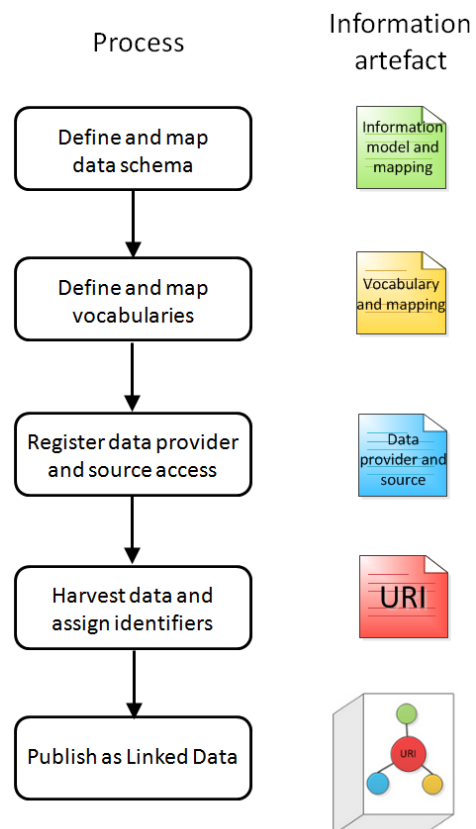 Process
Information
artefact
Define and map
data schema
Information
model and
mapping
Define and map
vocabularies
Vocabulary
and mapping
Register data provider
and source access
Data
provider and
source
Harvest data and
assign identifiers
URI
Publish as Linked Data
URI